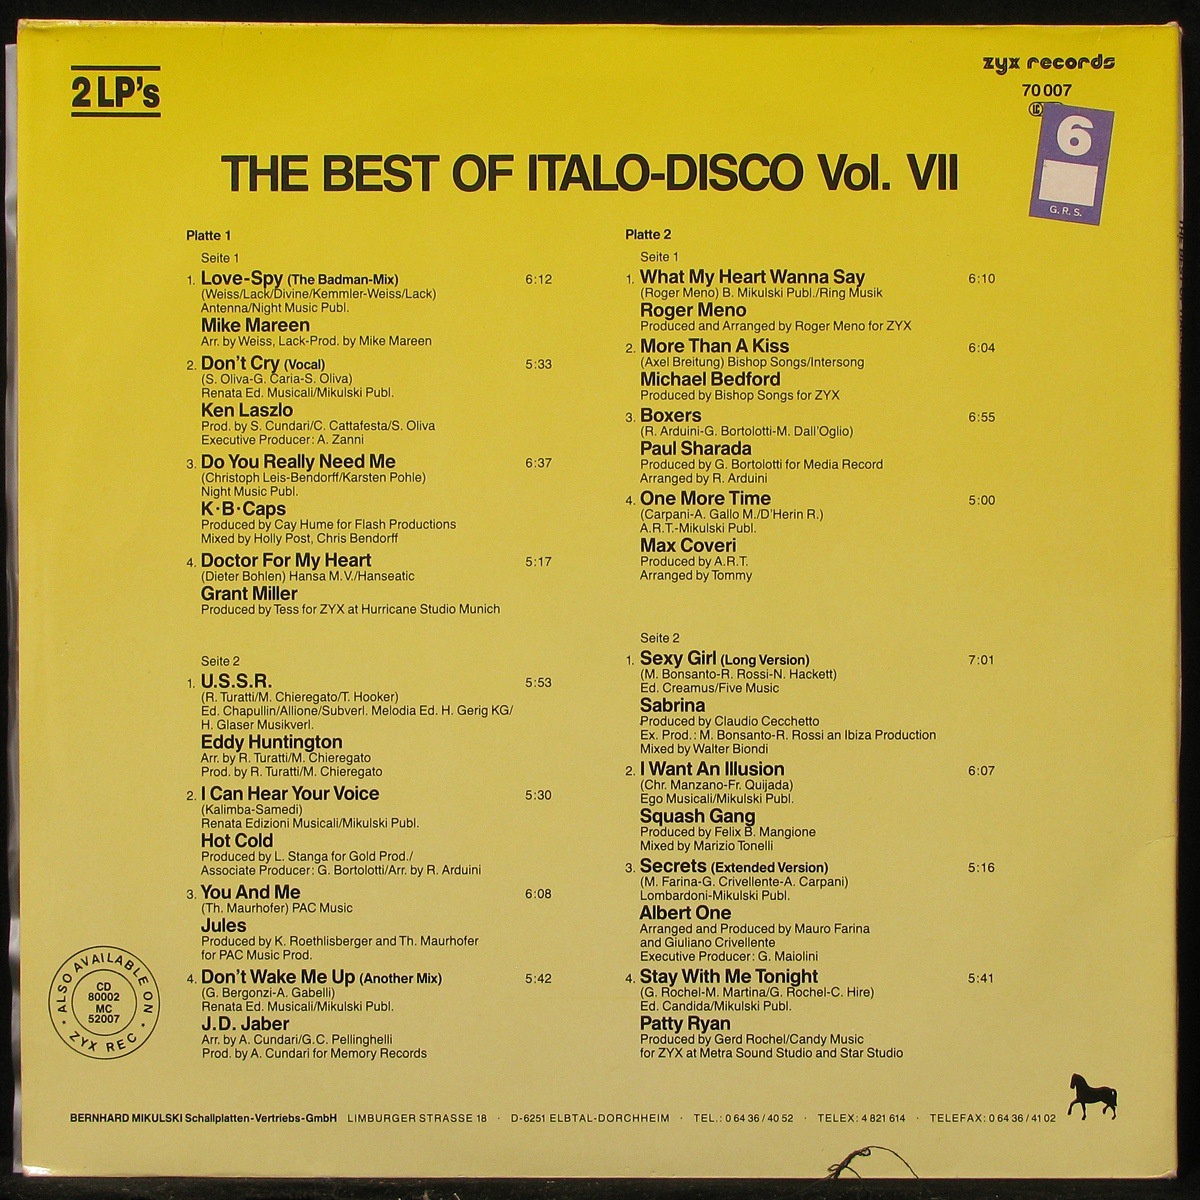 2 LP's
zyx records
70 007
LC
6
G.R.S.
THE BEST OF ITALO-DISCO Vol. VII
Platte 1
Seite 1
1. Love-Spy (The Badman-Mix) 6:12
(Weiss/Lack/Divine/Kemmler-Weiss/Lack)
Antenna/Night Music Publ.
Mike Mareen
Arr. by Weiss, Lack-Prod. by Mike Mareen
2. Don't Cry (Vocal) 5:33
(S. Oliva-G. Caria-S. Oliva)
Renata Ed. Musicali/Mikulski Publ.
Ken Laszlo
Prod. by S. Cundari/C. Cattafesta/S. Oliva
Executive Producer: A. Zanni
3. Do You Really Need Me 6:37
(Christoph Leis-Bendorff/Karsten Pohle)
Night Music Publ.
K·B·Caps
Produced by Cay Hume for Flash Productions
Mixed by Holly Post, Chris Bendorff
4. Doctor For My Heart 5:17
(Dieter Bohlen) Hansa M.V./Hanseatic
Grant Miller
Produced by Tess for ZYX at Hurricane Studio Munich
Seite 2
1. U.S.S.R. 5:53
(R. Turatti/M. Chieregato/T. Hooker)
Ed. Chapullin/Allione/Subverl. Melodia Ed. H. Gerig KG/
H. Glaser Musikverl.
Eddy Huntington
Arr. by R. Turatti/M. Chieregato
Prod. by R. Turatti/M. Chieregato
2. I Can Hear Your Voice 5:30
(Kalimba-Samedi)
Renata Edizioni Musicali/Mikulski Publ.
Hot Cold
Produced by L. Stanga for Gold Prod./
Associate Producer: G. Bortolotti/Arr. by R. Arduini
3. You And Me 6:08
(Th. Maurhofer) PAC Music
Jules
Produced by K. Roethlisberger and Th. Maurhofer
for PAC Music Prod.
4. Don't Wake Me Up (Another Mix) 5:42
(G. Bergonzi-A. Gabelli)
Renata Ed. Musicali/Mikulski Publ.
J.D. Jaber
Arr. by A. Cundari/G.C. Pellinghelli
Prod. by A. Cundari for Memory Records
Platte 2
Seite 1
1. What My Heart Wanna Say 6:10
(Roger Meno) B. Mikulski Publ./Ring Musik
Roger Meno
Produced and Arranged by Roger Meno for ZYX
2. More Than A Kiss 6:04
(Axel Breitung) Bishop Songs/Intersong
Michael Bedford
Produced by Bishop Songs for ZYX
3. Boxers 6:55
(R. Arduini-G. Bortolotti-M. Dall'Oglio)
Paul Sharada
Produced by G. Bortolotti for Media Record
Arranged by R. Arduini
4. One More Time 5:00
(Carpani-A. Gallo M./D'Herin R.)
A.R.T.-Mikulski Publ.
Max Coveri
Produced by A.R.T.
Arranged by Tommy
Seite 2
1. Sexy Girl (Long Version) 7:01
(M. Bonsanto-R. Rossi-N. Hackett)
Ed. Creamus/Five Music
Sabrina
Produced by Claudio Cecchetto
Ex. Prod.: M. Bonsanto-R. Rossi an Ibiza Production
Mixed by Walter Biondi
2. I Want An Illusion 6:07
(Chr. Manzano-Fr. Quijada)
Ego Musicali/Mikulski Publ.
Squash Gang
Produced by Felix B. Mangione
Mixed by Marizio Tonelli
3. Secrets (Extended Version) 5:16
(M. Farina-G. Crivellente-A. Carpani)
Lombardoni-Mikulski Publ.
Albert One
Arranged and Produced by Mauro Farina
and Giuliano Crivellente
Executive Producer: G. Maiolini
4. Stay With Me Tonight 5:41
(G. Rochel-M. Martina/G. Rochel-C. Hire)
Ed. Candida/Mikulski Publ.
Patty Ryan
Produced by Gerd Rochel/Candy Music
for ZYX at Metra Sound Studio and Star Studio
ALSO AVAILABLE ON
CD
80002
MC
52007
ZYX REC
BERNHARD MIKULSKI Schallplatten-Vertriebs-GmbH LIMBURGER STRASSE 18 · D-6251 ELBTAL-DORCHHEIM · TEL.: 0 64 36 / 40 52 · TELEX: 4 821 614 · TELEFAX: 0 64 36 / 41 02